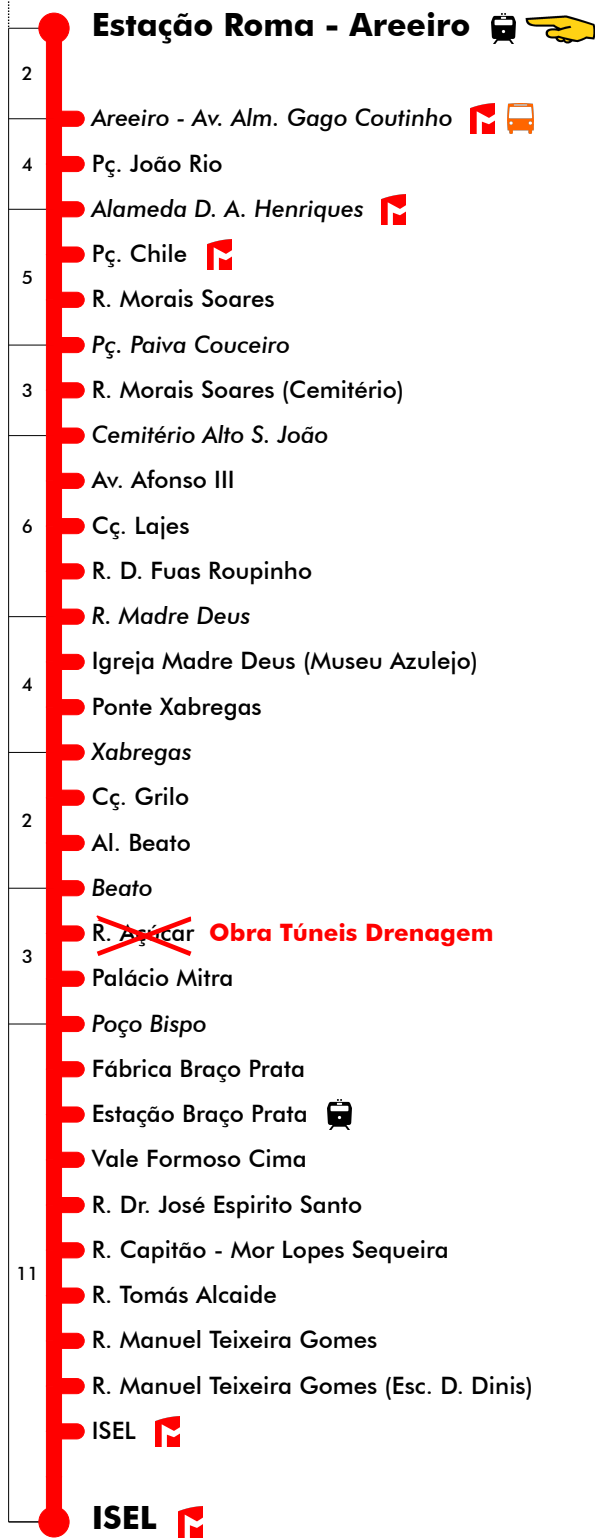 Estação Roma - Areeiro
2
Areeiro - Av. Alm. Gago Coutinho
4
Pç. João Rio
Alameda D. A. Henriques
Pç. Chile
5
R. Morais Soares
Pç. Paiva Couceiro
3
R. Morais Soares (Cemitério)
Cemitério Alto S. João
Av. Afonso III
6
Cç. Lajes
R. D. Fuas Roupinho
R. Madre Deus
Igreja Madre Deus (Museu Azulejo)
4
Ponte Xabregas
Xabregas
Cç. Grilo
2
Al. Beato
Beato
R. Açúcar Obra Túneis Drenagem
3
Palácio Mitra
Poço Bispo
Fábrica Braço Prata
Estação Braço Prata
Vale Formoso Cima
R. Dr. José Espirito Santo
R. Capitão - Mor Lopes Sequeira
11
R. Tomás Alcaide
R. Manuel Teixeira Gomes
R. Manuel Teixeira Gomes (Esc. D. Dinis)
ISEL
ISEL